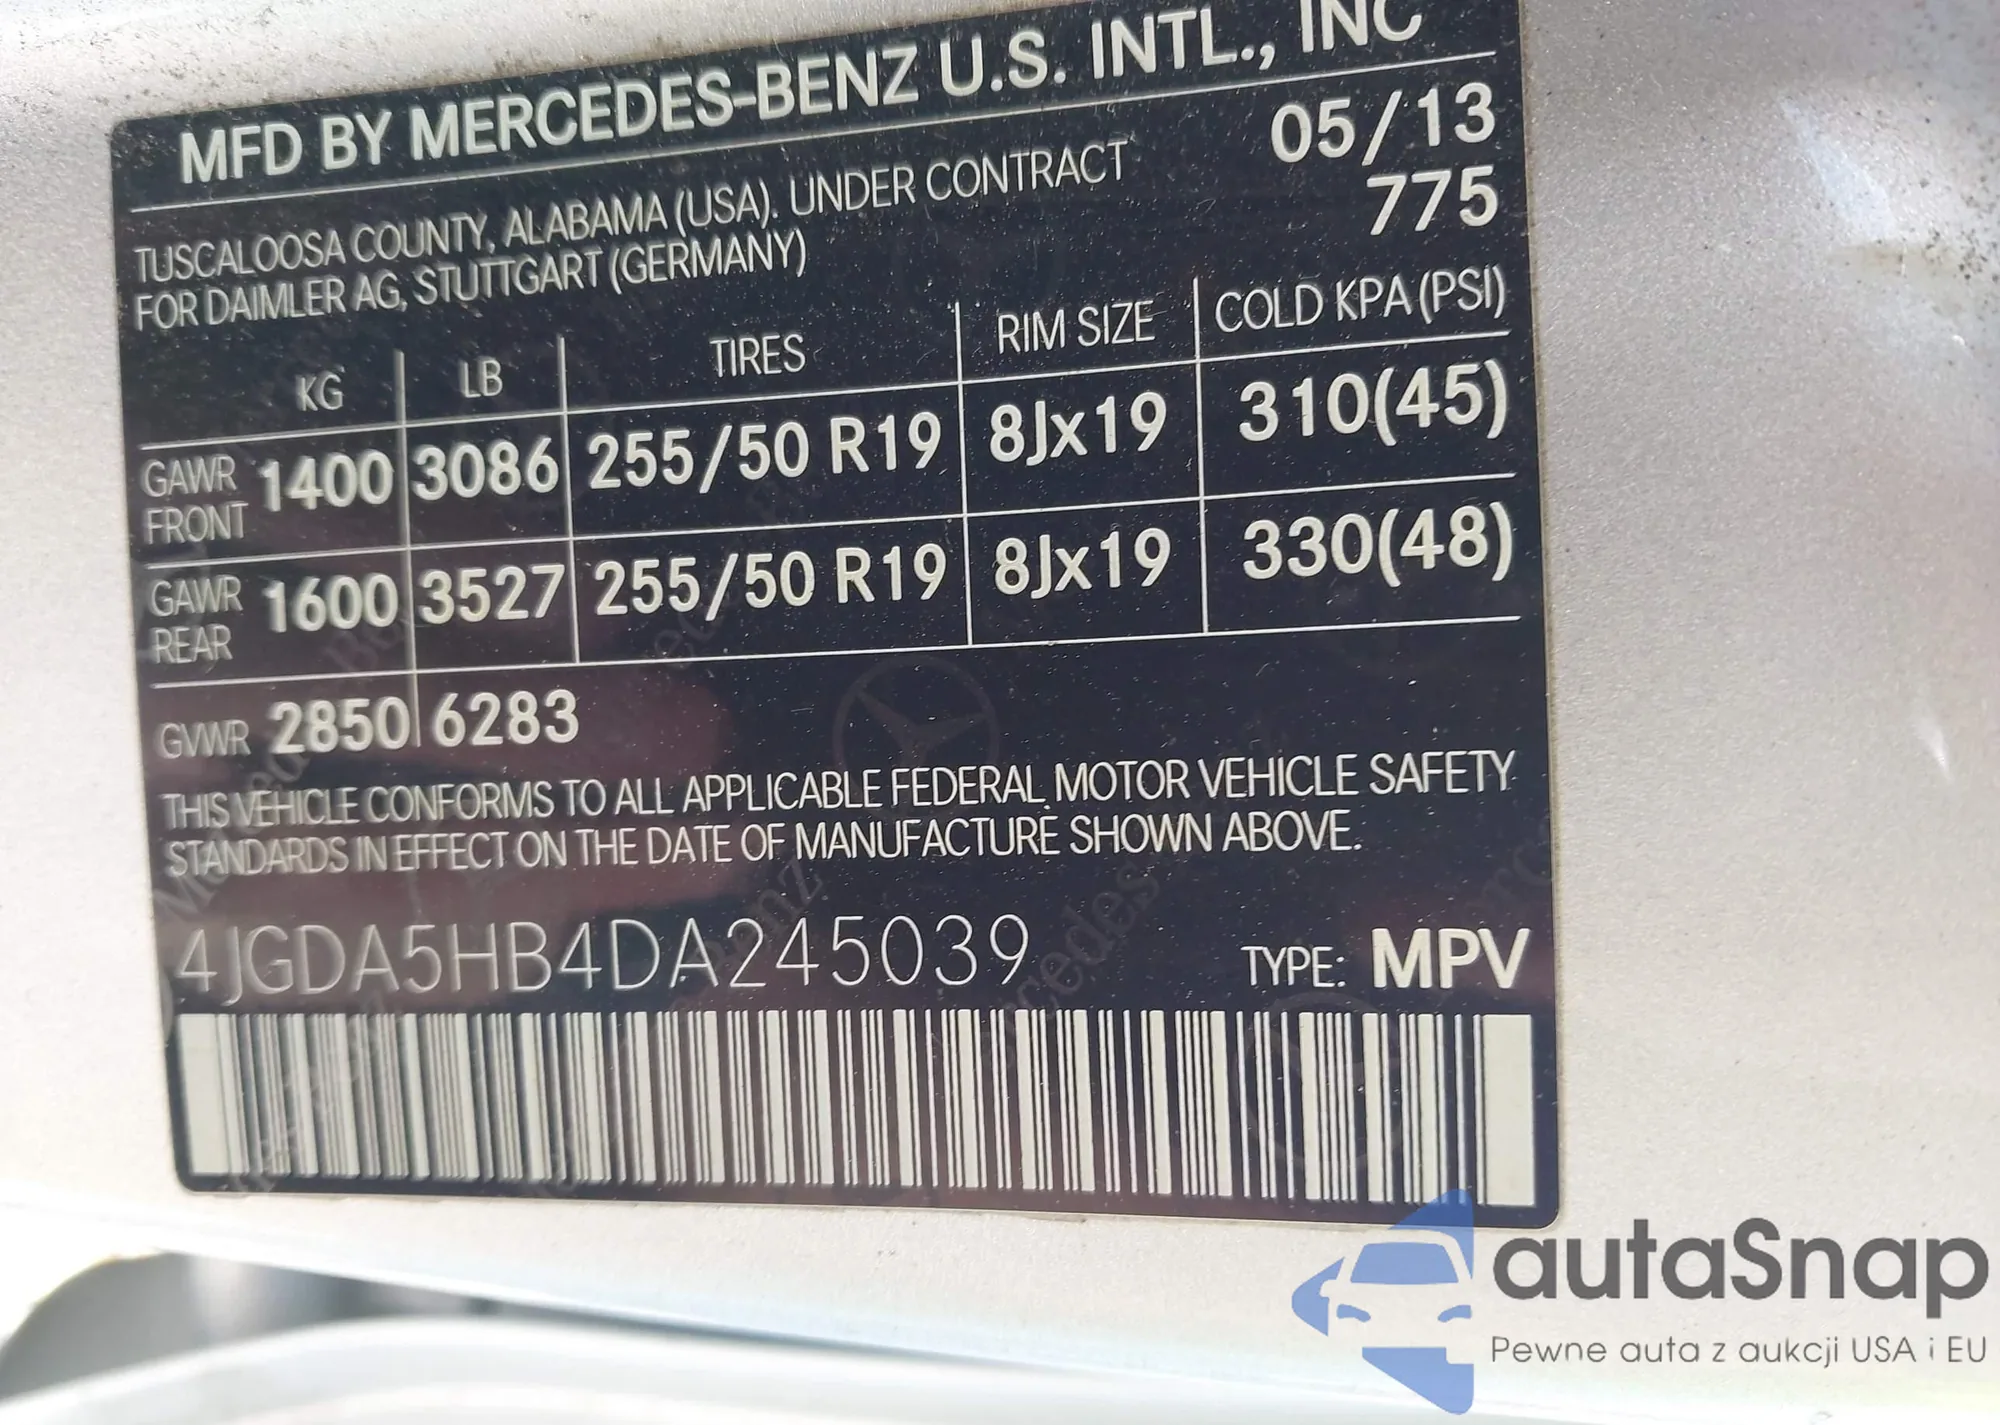 MFD BY MERCEDES-BENZ U.S. INTL., INC
TUSCALOOSA COUNTY, ALABAMA (USA). UNDER CONTRACT
FOR DAIMLER AG, STUTTGART (GERMANY)
05/13
775
KG LB TIRES RIM SIZE COLD KPA (PSI)
GAWR FRONT 1400 3086 255/50 R19 8Jx19 310(45)
GAWR REAR 1600 3527 255/50 R19 8Jx19 330(48)
GVWR 2850 6283
THIS VEHICLE CONFORMS TO ALL APPLICABLE FEDERAL MOTOR VEHICLE SAFETY
STANDARDS IN EFFECT ON THE DATE OF MANUFACTURE SHOWN ABOVE.
4JGDA5HB4DA245039 TYPE: MPV
autaSnap
Pewne auta z aukcji USA i EU